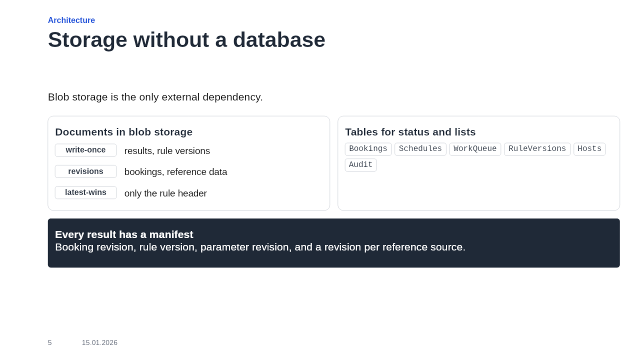 Architecture
Storage without a database
Blob storage is the only external dependency.
Documents in blob storage
write-once results, rule versions
revisions bookings, reference data
latest-wins only the rule header
Tables for status and lists
Bookings Schedules WorkQueue RuleVersions Hosts
Audit
Every result has a manifest
Booking revision, rule version, parameter revision, and a revision per reference source.
5 15.01.2026